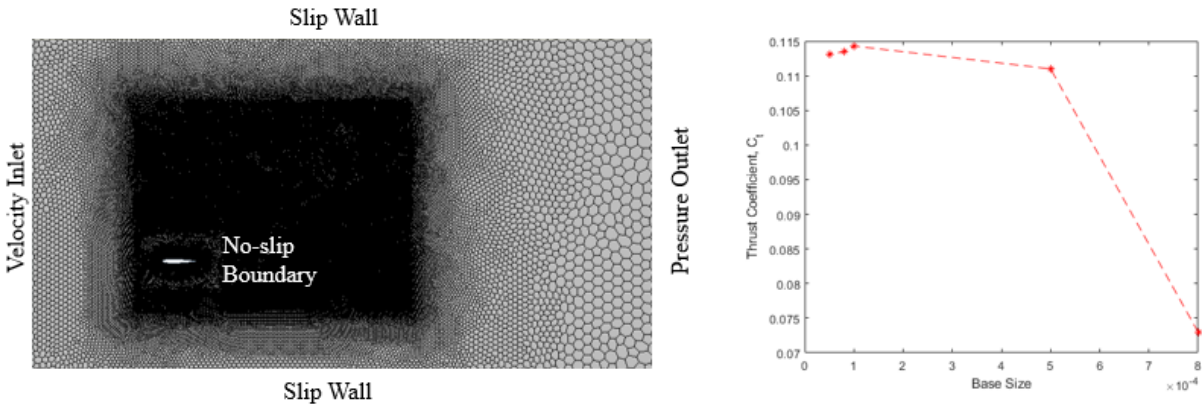 Slip Wall
Velocity Inlet
No-slip
Boundary
Pressure Outlet
Slip Wall
Thrust Coefficient, C_t
0.115
0.11
0.105
0.1
0.095
0.09
0.085
0.08
0.075
0.07
0 1 2 3 4 5 6 7 8
Base Size
×10^-4